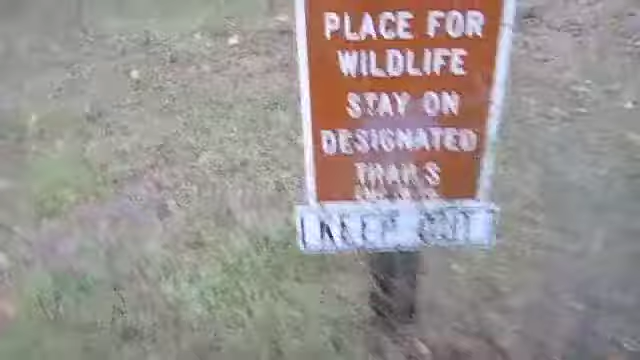 PLACE FOR
WILDLIFE
STAY ON
DESIGNATED
TRAILS
KEEP OUT